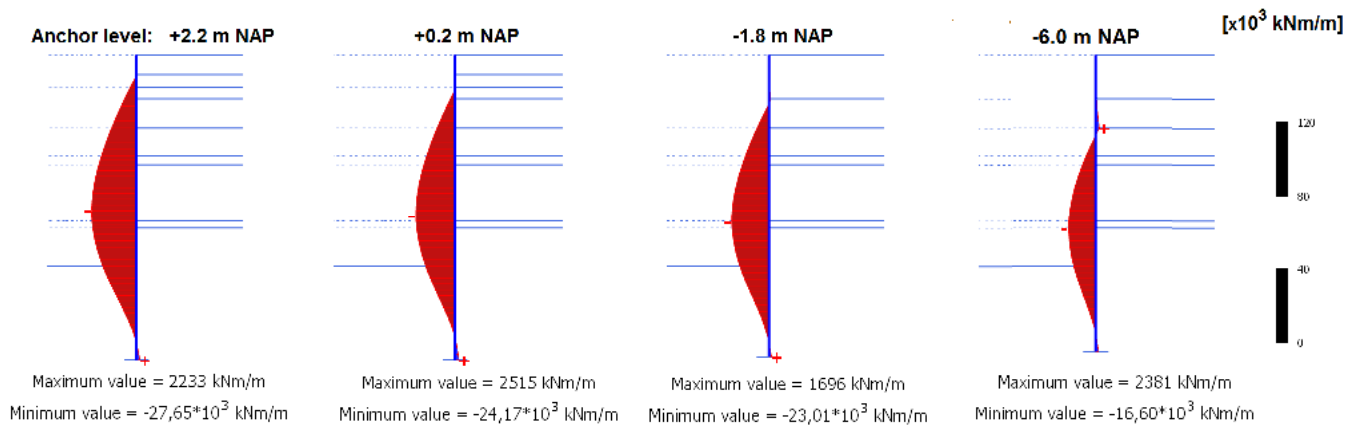 Anchor level: +2.2 m NAP
+0.2 m NAP
-1.8 m NAP
-6.0 m NAP
[x10³ kNm/m]
120
80
40
0
Maximum value = 2233 kNm/m
Minimum value = -27,65*10³ kNm/m
Maximum value = 2515 kNm/m
Minimum value = -24,17*10³ kNm/m
Maximum value = 1696 kNm/m
Minimum value = -23,01*10³ kNm/m
Maximum value = 2381 kNm/m
Minimum value = -16,60*10³ kNm/m